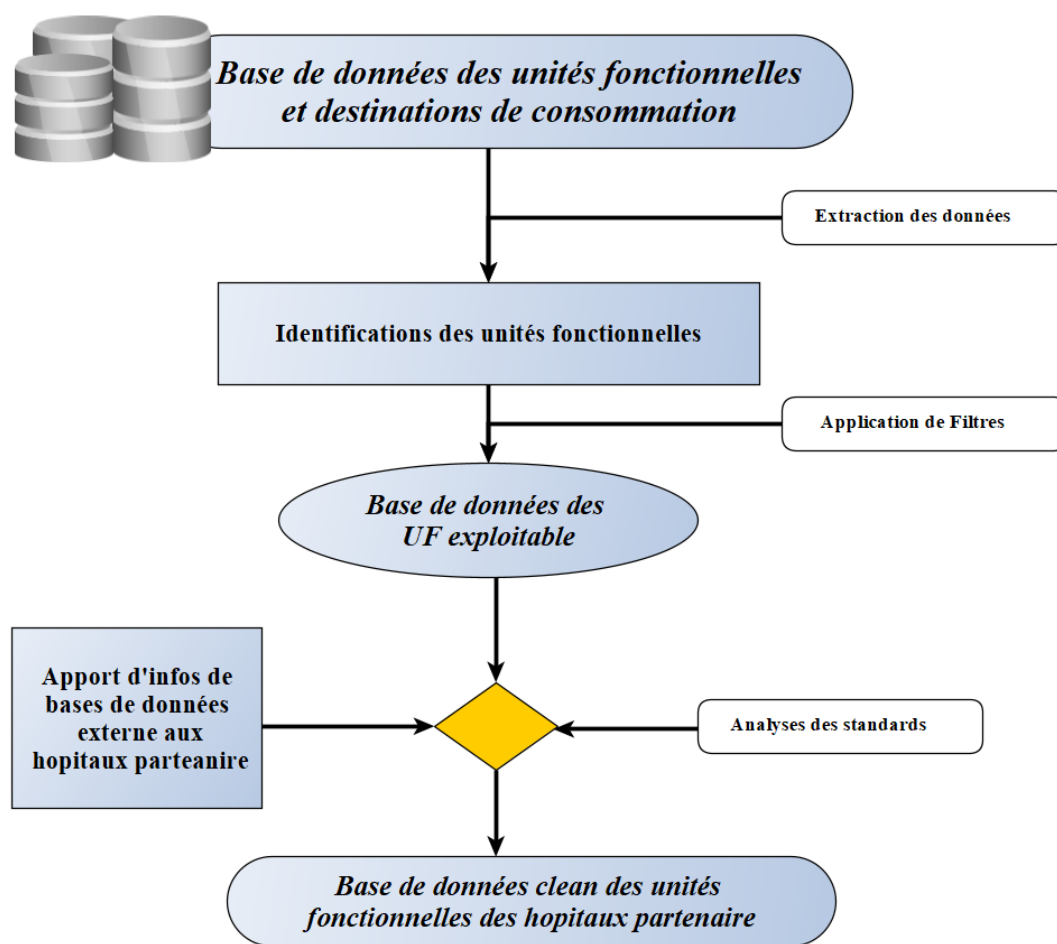 Base de données des unités fonctionnelles
et destinations de consommation
Extraction des données
Identifications des unités fonctionnelles
Application de Filtres
Base de données des
UF exploitable
Apport d'infos de
bases de données
externe aux
hopitaux parteanire
Analyses des standards
Base de données clean des unités
fonctionnelles des hopitaux partenaire